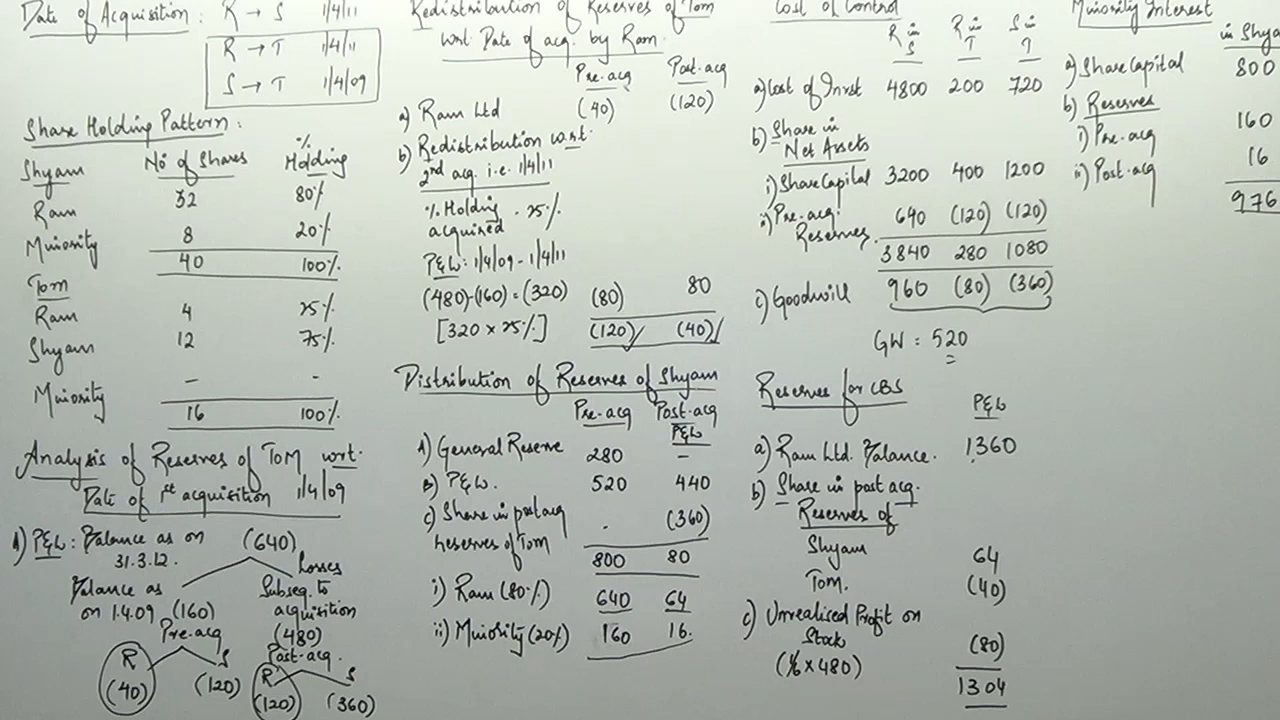 Date of Acquisition : R → S 1/4/11
R → T 1/4/11
S → T 1/4/09
Share Holding Pattern :
Shyam No of Shares % Holding
Ram 32 80%
Minority 8 20%
40 100%
Tom
Ram 4 25%
Shyam 12 75%
Minority - -
16 100%
Analysis of Reserves of Tom wrt.
Date of 1st acquisition 1/4/09
A) P&L : Balance as on 31.3.12. (640)
Balance as on 1.4.09 (160)
Pre-acq
R S
(40) (120)
Losses Subseq. to acquisition
(480)
Post-acq.
R S
(120) (360)
Redistribution of Reserves of Tom
wrt. Date of acq. by Ram.
Pre-acq Post-acq
a) Ram Ltd (40) (120)
b) Redistribution w.r.t.
2nd acq. i.e. 1/4/11
% Holding acquired - 25%
P&L : 1/4/09 - 1/4/11
(480)-(160) = (320) (80) 80
[320 x 25%] (120) (40)
Distribution of Reserves of Shyam
Pre-acq Post-acq
P&L
A) General Reserve 280 -
B) P&L. 520 440
c) Share in post acq reserves of Tom - (360)
800 80
i) Ram (80%) 640 64
ii) Minority (20%) 160 16.
Cost of Control
R in S R in T S in T
a) Cost of Invst 4800 200 720
b) Share in
Net Assets
i) Share Capital 3200 400 1200
ii) Pre-acq. Reserves. 640 (120) (120)
3840 280 1080
c) Goodwill 960 (80) (360)
GW : 520
Reserves for CBS
P&L
a) Ram Ltd. Balance. 1360
b) Share in post acq.
Reserves of
Shyam 64
Tom. (40)
c) Unrealised Profit on
Stock (80)
(1/6 x 480)
1304
Minority Interest
in Shya
a) Share Capital 800
b) Reserves
i) Pre-acq 160
ii) Post-acq 16
976